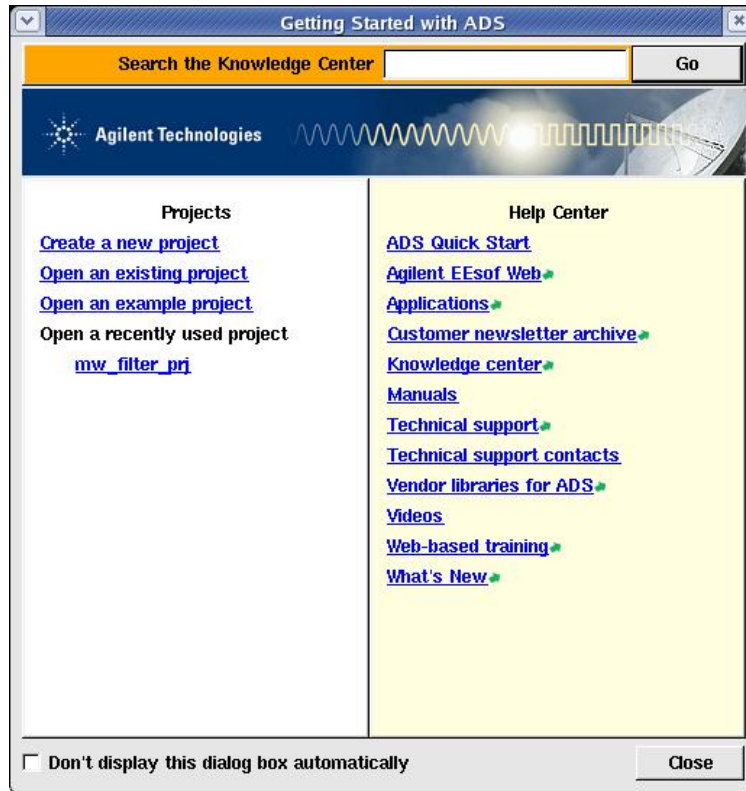 Getting Started with ADS
Search the Knowledge Center
Go
Agilent Technologies
Projects
Create a new project
Open an existing project
Open an example project
Open a recently used project
mw_filter_prj
Help Center
ADS Quick Start
Agilent EEsof Web
Applications
Customer newsletter archive
Knowledge center
Manuals
Technical support
Technical support contacts
Vendor libraries for ADS
Videos
Web-based training
What's New
Don't display this dialog box automatically
Close